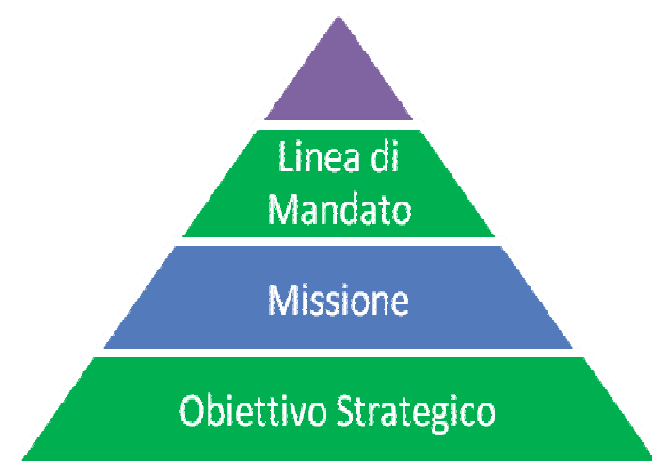 Linea di
Mandato
Missione
Obiettivo Strategico